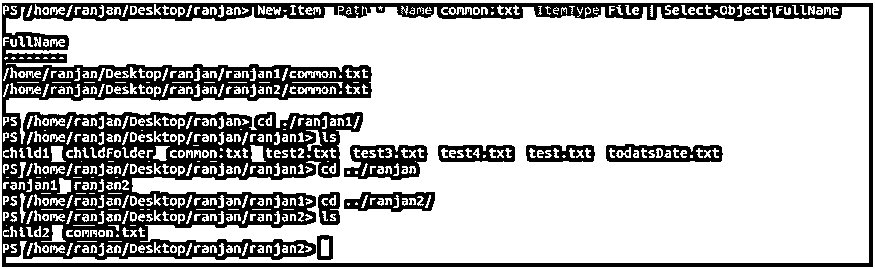 PS /home/ranjan/Desktop/ranjan> New-Item -Path * -Name common.txt -ItemType File | Select-Object FullName
FullName
--------
/home/ranjan/Desktop/ranjan/ranjan1/common.txt
/home/ranjan/Desktop/ranjan/ranjan2/common.txt
PS /home/ranjan/Desktop/ranjan> cd ./ranjan1/
PS /home/ranjan/Desktop/ranjan/ranjan1> ls
child1 childFolder common.txt test2.txt test3.txt test4.txt test.txt todatsDate.txt
PS /home/ranjan/Desktop/ranjan/ranjan1> cd ../ranjan
ranjan1 ranjan2
PS /home/ranjan/Desktop/ranjan/ranjan1> cd ../ranjan2/
PS /home/ranjan/Desktop/ranjan/ranjan2> ls
child2 common.txt
PS /home/ranjan/Desktop/ranjan/ranjan2>